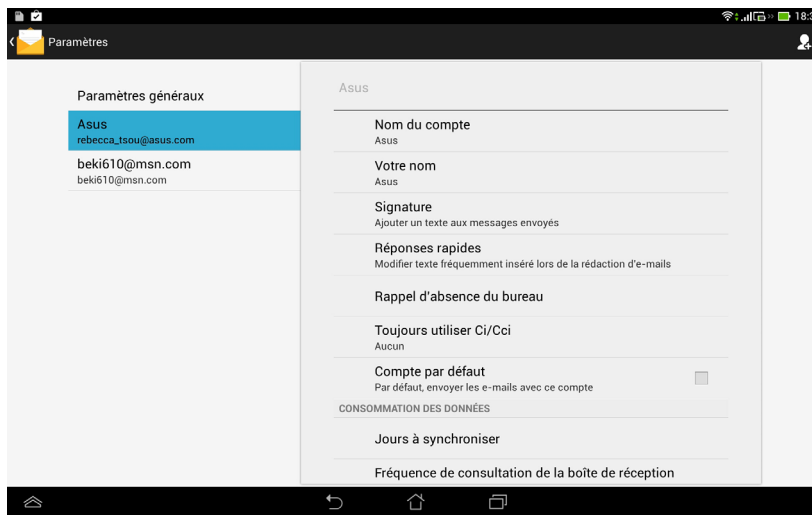 18:3
Paramètres
Paramètres généraux
Asus
rebecca_tsou@asus.com
beki610@msn.com
beki610@msn.com
Asus
Nom du compte
Asus
Votre nom
Asus
Signature
Ajouter un texte aux messages envoyés
Réponses rapides
Modifier texte fréquemment inséré lors de la rédaction d'e-mails
Rappel d'absence du bureau
Toujours utiliser Ci/Cci
Aucun
Compte par défaut
Par défaut, envoyer les e-mails avec ce compte
CONSOMMATION DES DONNÉES
Jours à synchroniser
Fréquence de consultation de la boîte de réception